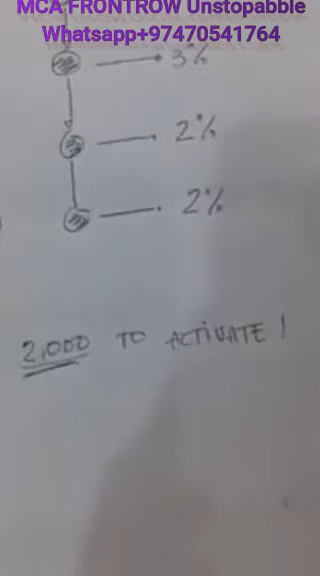 MCA FRONTROW Unstopabble
Whatsapp+97470541764
3%
2%
2%
2,000 TO ACTIVATE!